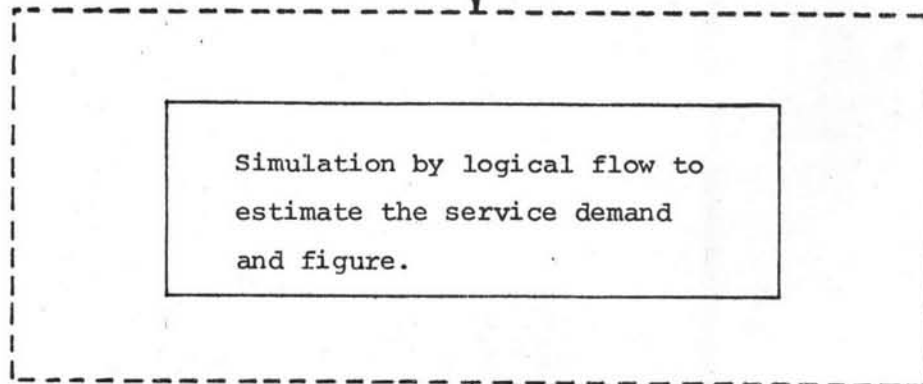 Simulation by logical flow to
estimate the service demand
and figure.